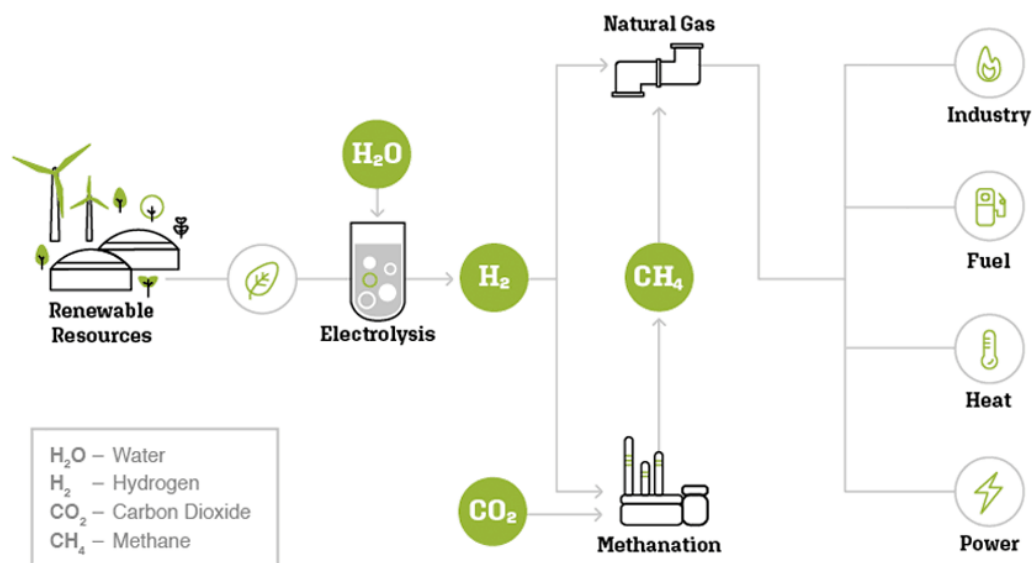 Natural Gas
Industry
H₂O
Fuel
H₂
CH₄
Renewable
Resources
Electrolysis
Heat
H₂O – Water
H₂ – Hydrogen
CO₂ – Carbon Dioxide
CH₄ – Methane
CO₂
Methanation
Power